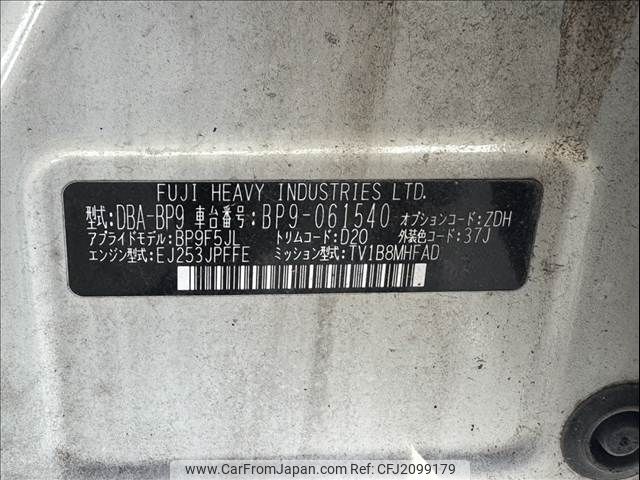 FUJI HEAVY INDUSTRIES LTD.
型式:DBA-BP9 車台番号:BP9-061540 オプションコード:ZDH
アプライドモデル:BP9F5JL トリムコード:D20 外装色コード:37J
エンジン型式:EJ253JPFFE ミッション型式:TV1B8MHFAD
www.CarFromJapan.com | Ref: CFJ2099179